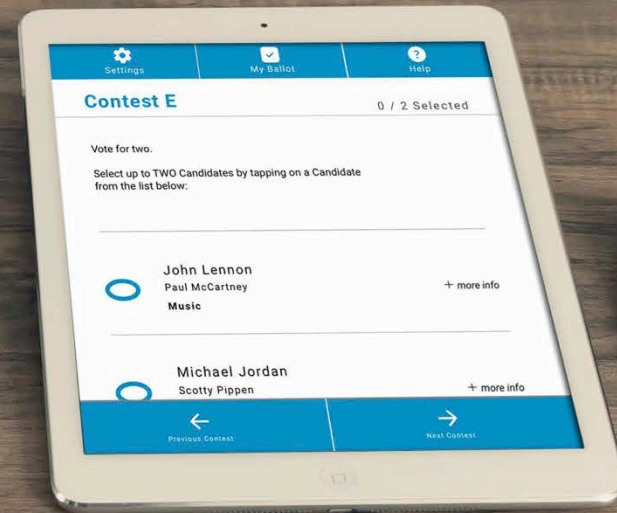 Settings
My Ballot
Help
Contest E
0 / 2 Selected
Vote for two.
Select up to TWO Candidates by tapping on a Candidate
from the list below:
John Lennon
Paul McCartney
+ more info
Music
Michael Jordan
Scotty Pippen
+ more info
Previous Contest
Next Contest